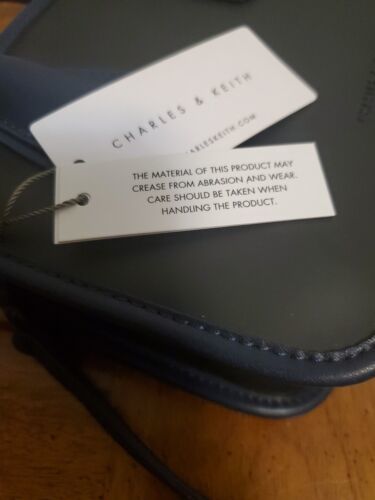 CHARLES & KEITH
CHARLESKEITH.COM
THE MATERIAL OF THIS PRODUCT MAY
CREASE FROM ABRASION AND WEAR.
CARE SHOULD BE TAKEN WHEN
HANDLING THE PRODUCT.